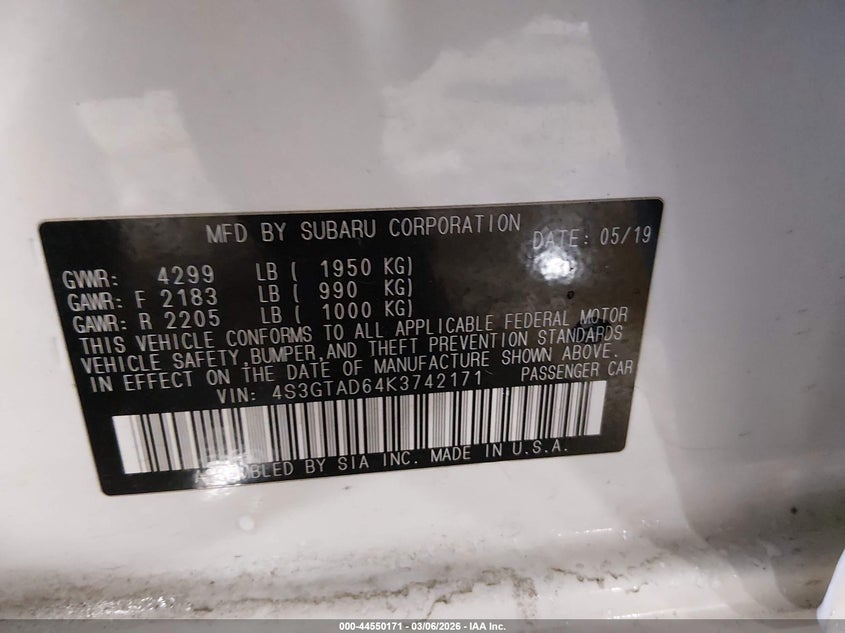 MFD BY SUBARU CORPORATION DATE: 05/19
GVWR: 4299 LB ( 1950 KG)
GAWR: F 2183 LB ( 990 KG)
GAWR: R 2205 LB ( 1000 KG)
THIS VEHICLE CONFORMS TO ALL APPLICABLE FEDERAL MOTOR
VEHICLE SAFETY, BUMPER, AND THEFT PREVENTION STANDARDS
IN EFFECT ON THE DATE OF MANUFACTURE SHOWN ABOVE.
VIN: 4S3GTAD64K3742171 PASSENGER CAR
BY SIA INC. MADE IN U.S.A.
000-44550171 - 03/06/2026 - IAA Inc.